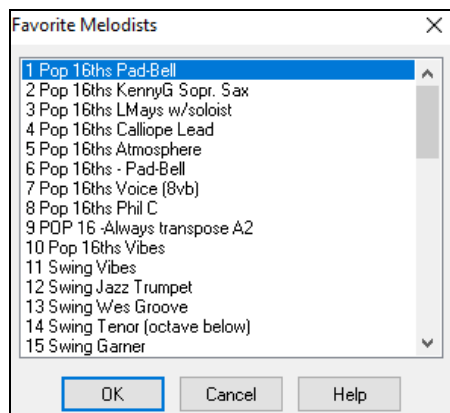 Favorite Melodists
1 Pop 16ths Pad-Bell
2 Pop 16ths KennyG Sopr. Sax
3 Pop 16ths LMays w/soloist
4 Pop 16ths Calliope Lead
5 Pop 16ths Atmosphere
6 Pop 16ths - Pad-Bell
7 Pop 16ths Voice (8vb)
8 Pop 16ths Phil C
9 POP 16 -Always transpose A2
10 Pop 16ths Vibes
11 Swing Vibes
12 Swing Jazz Trumpet
13 Swing Wes Groove
14 Swing Tenor (octave below)
15 Swing Garner
OK Cancel Help